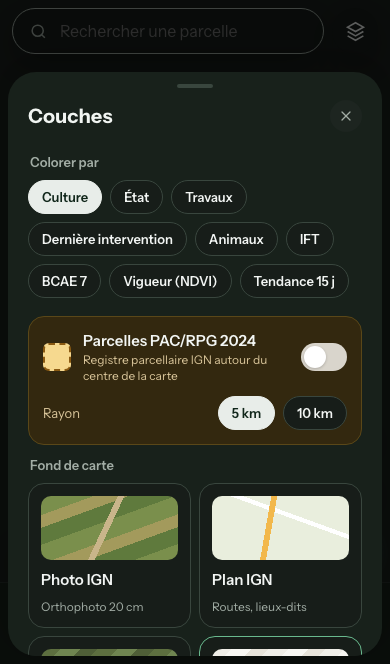 Rechercher une parcelle
Couches
Colorer par
Culture
État
Travaux
Dernière intervention
Animaux
IFT
BCAE 7
Vigueur (NDVI)
Tendance 15 j
Parcelles PAC/RPG 2024
Registre parcellaire IGN autour du
centre de la carte
Rayon
5 km
10 km
Fond de carte
Photo IGN
Plan IGN
Orthophoto 20 cm
Routes, lieux-dits